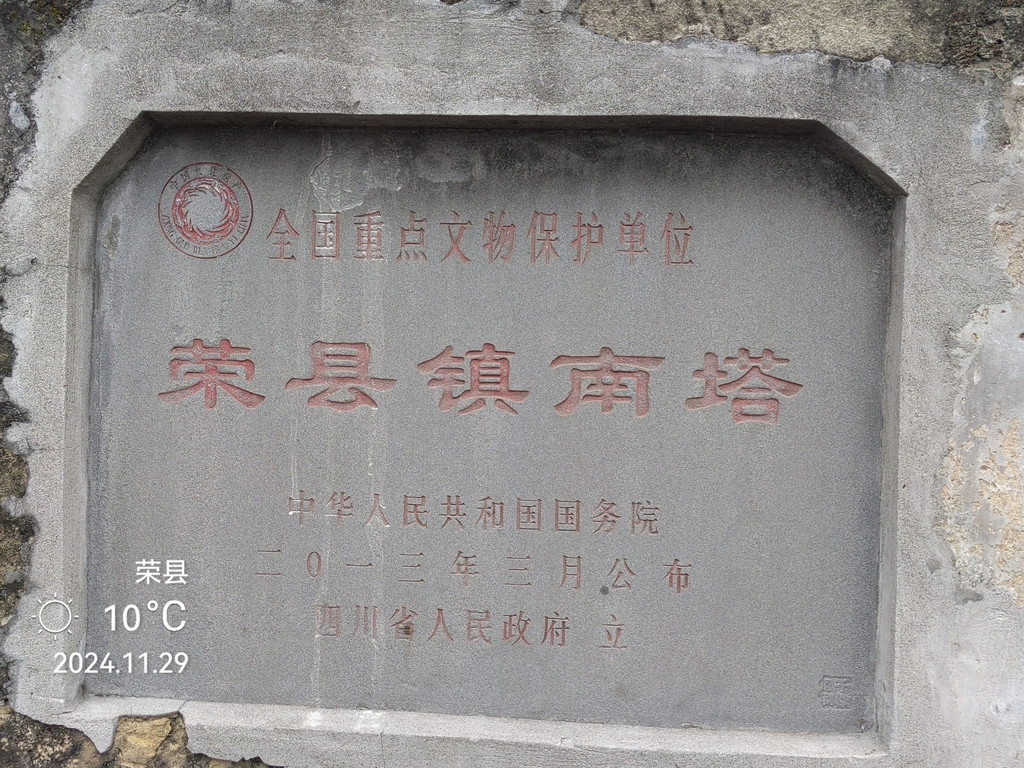 全国重点文物保护单位
荣县镇南塔
中华人民共和国国务院
二0一三年三月公布
四川省人民政府 立
荣县
10℃
2024.11.29